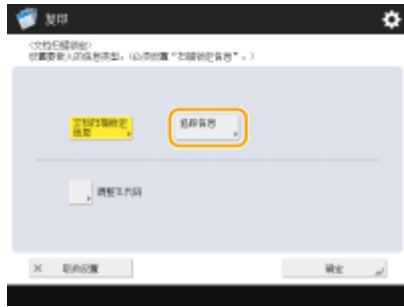 复印
<文档扫描锁定>
设置要嵌入的信息类型。(必须设置"扫描锁定信息"。)
文档扫描锁定
信息
追踪信息
调整工代码
× 取消设置
确定